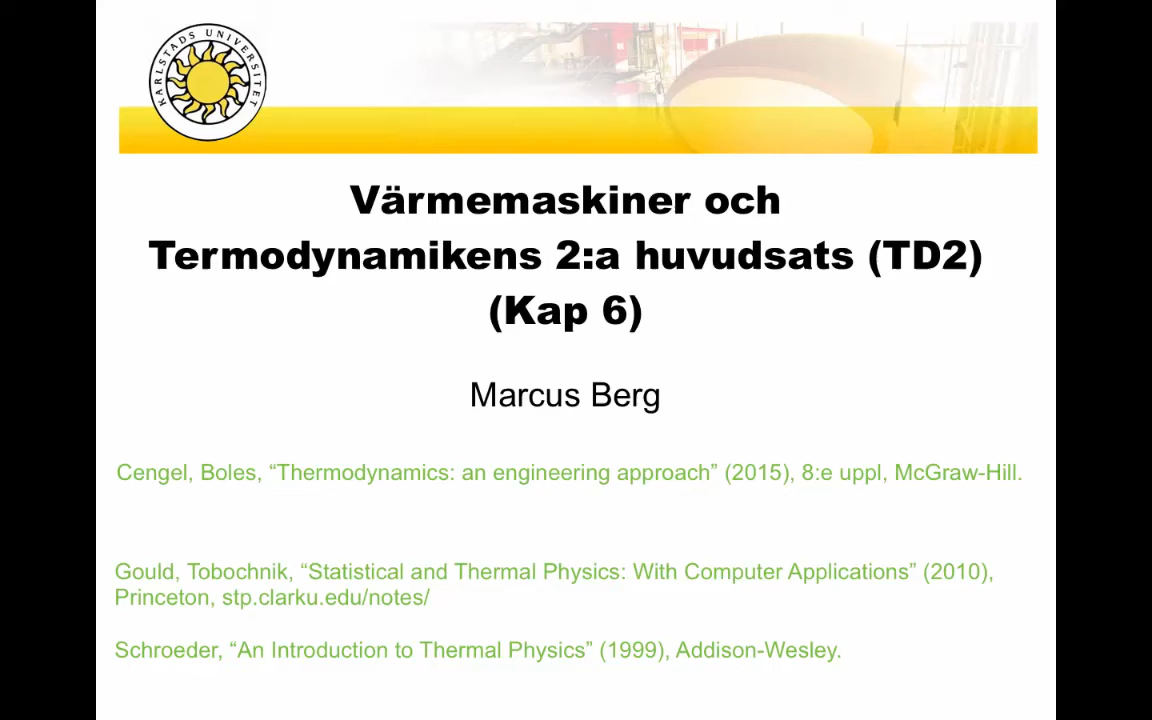 KARLSTADS UNIVERSITET
Värmemaskiner och
Termodynamikens 2:a huvudsats (TD2)
(Kap 6)
Marcus Berg
Cengel, Boles, “Thermodynamics: an engineering approach” (2015), 8:e uppl, McGraw-Hill.
Gould, Tobochnik, “Statistical and Thermal Physics: With Computer Applications” (2010),
Princeton, stp.clarku.edu/notes/
Schroeder, “An Introduction to Thermal Physics” (1999), Addison-Wesley.